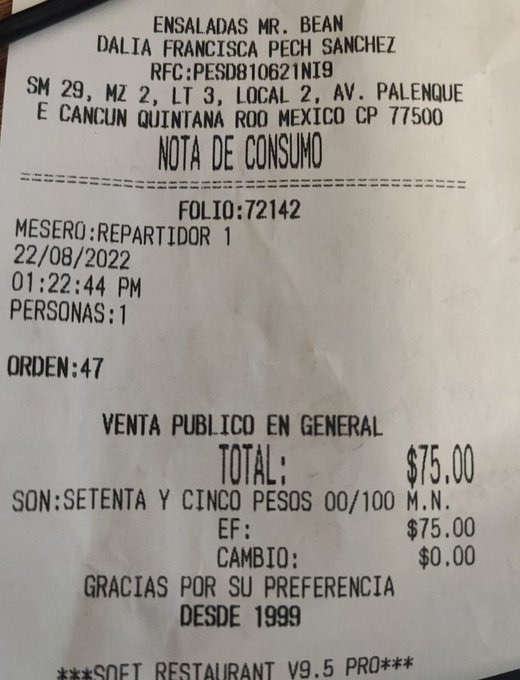 ENSALADAS MR. BEAN
DALIA FRANCISCA PECH SANCHEZ
RFC:PESD810621NI9
SM 29, MZ 2, LT 3, LOCAL 2, AV. PALENQUE
E CANCUN QUINTANA ROO MEXICO CP 77500
NOTA DE CONSUMO
FOLIO:72142
MESERO:REPARTIDOR 1
22/08/2022
01:22:44 PM
PERSONAS:1
ORDEN:47
VENTA PUBLICO EN GENERAL
TOTAL: $75.00
SON:SETENTA Y CINCO PESOS 00/100 M.N.
EF: $75.00
CAMBIO: $0.00
GRACIAS POR SU PREFERENCIA
DESDE 1999
***SOFT RESTAURANT V9.5 PRO***